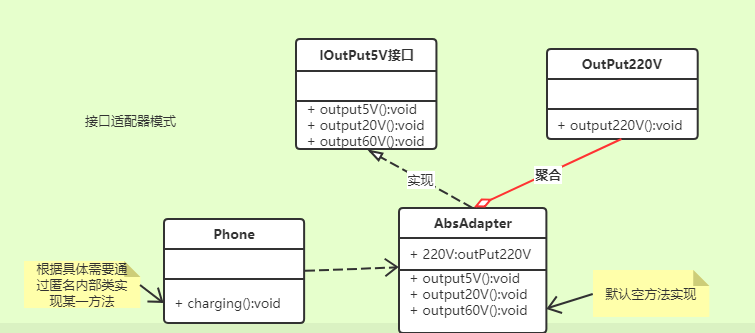 IOutPut5V接口
+ output5V():void
+ output20V():void
+ output60V():void
OutPut220V
+ output220V():void
接口适配器模式
实现
聚合
AbsAdapter
+ 220V:outPut220V
+ output5V():void
+ output20V():void
+ output60V():void
Phone
+ charging():void
根据具体需要通
过匿名内部类实
现某一方法
默认空方法实现